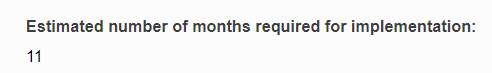 Estimated number of months required for implementation:
11